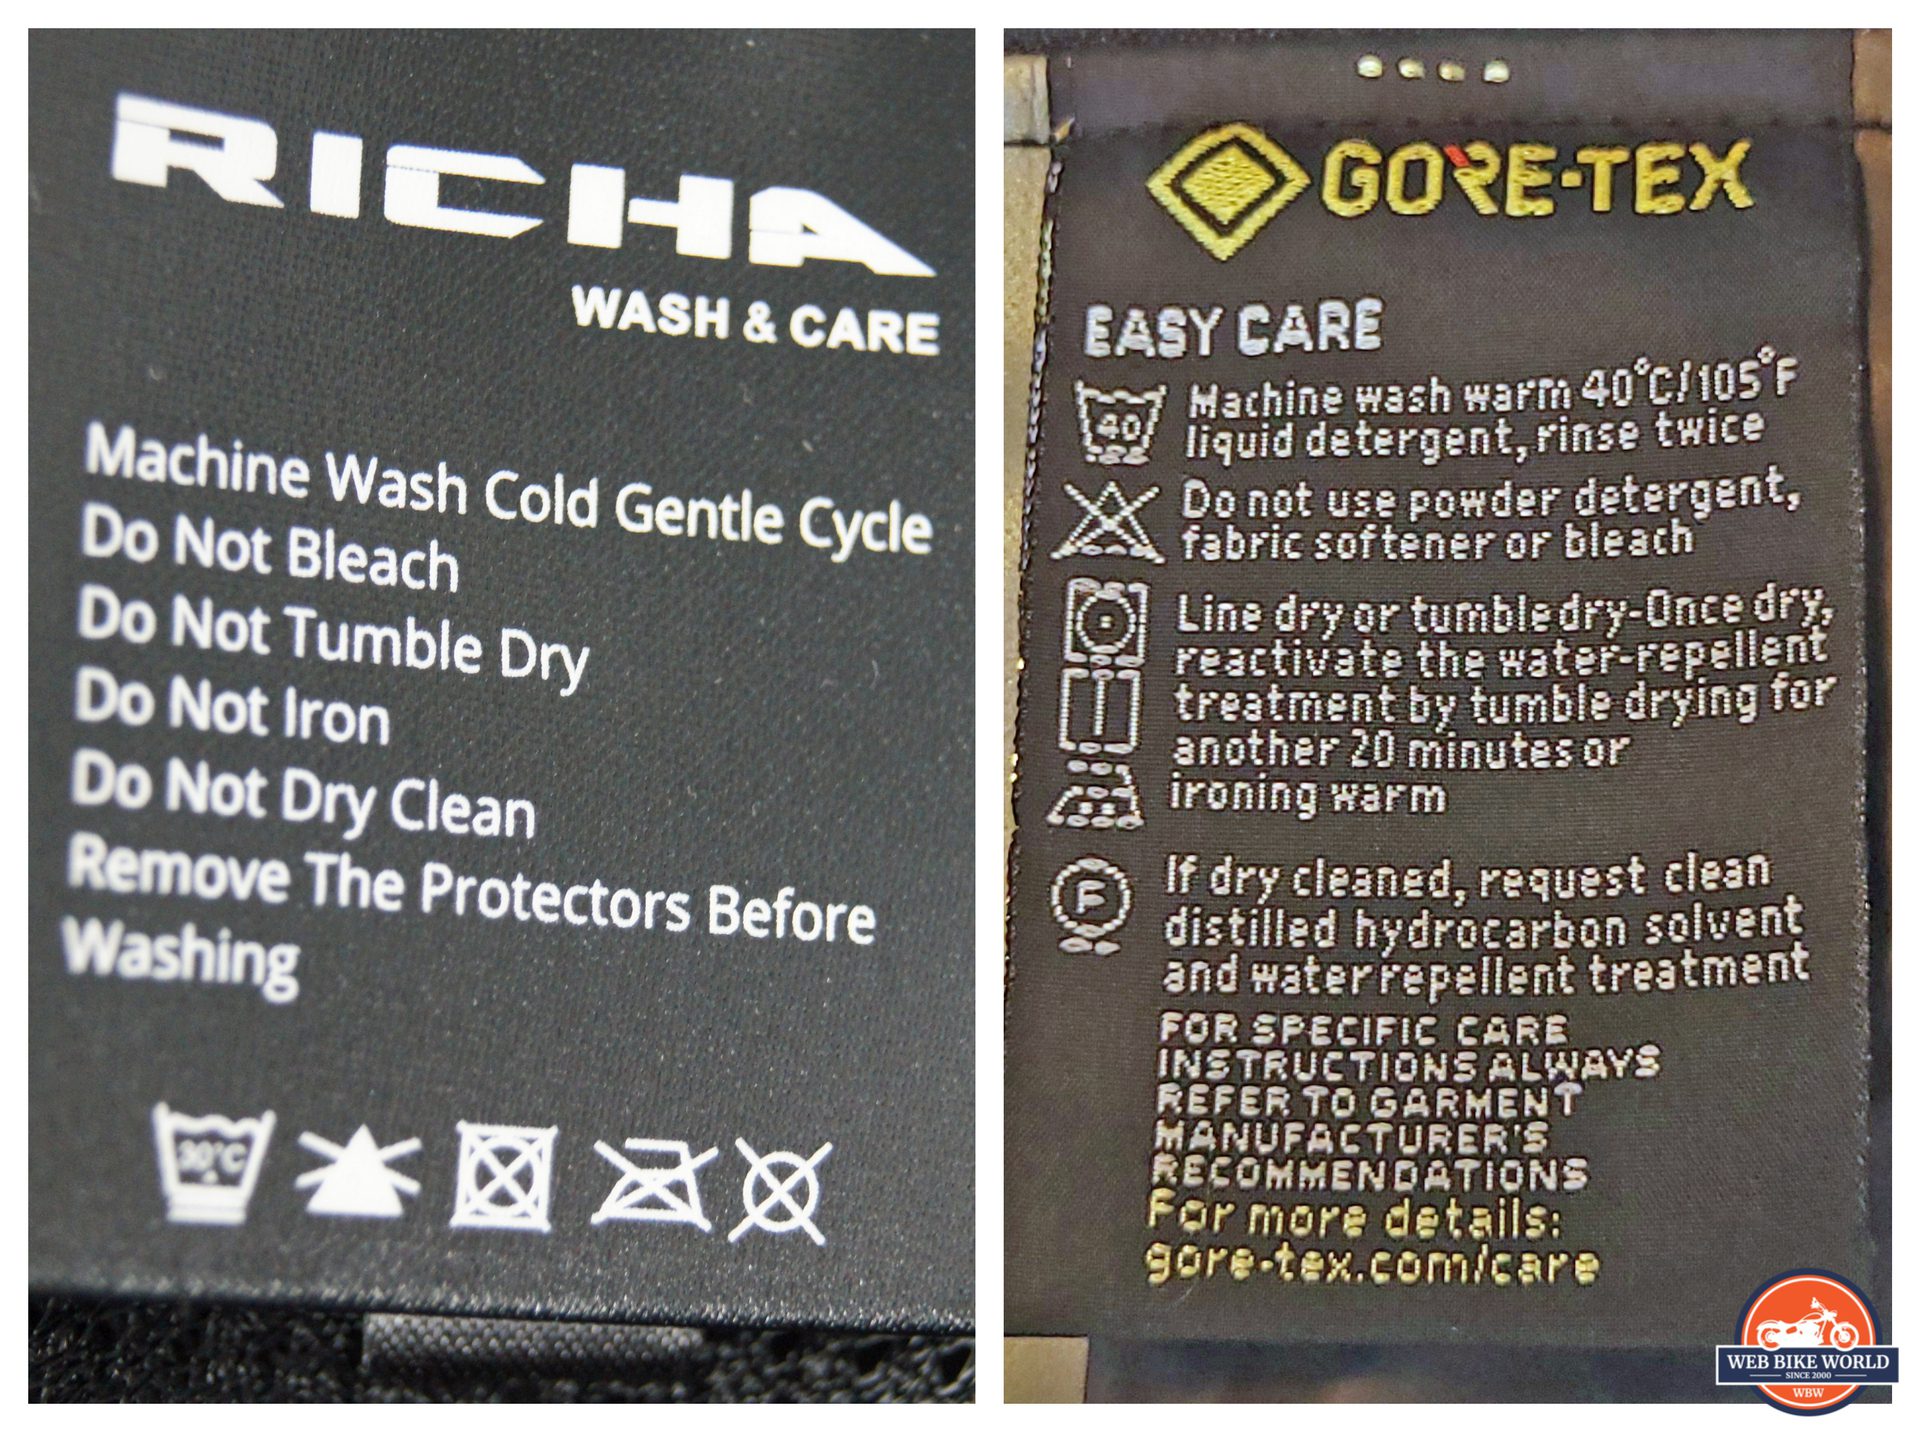 RICHA
WASH & CARE
Machine Wash Cold Gentle Cycle
Do Not Bleach
Do Not Tumble Dry
Do Not Iron
Do Not Dry Clean
Remove The Protectors Before
Washing
30°C
GORE-TEX
EASY CARE
40
Machine wash warm 40°C/105°F
liquid detergent, rinse twice
Do not use powder detergent,
fabric softener or bleach
Line dry or tumble dry-Once dry,
reactivate the water-repellent
treatment by tumble drying for
another 20 minutes or
ironing warm
F
If dry cleaned, request clean
distilled hydrocarbon solvent
and water repellent treatment
FOR SPECIFIC CARE
INSTRUCTIONS ALWAYS
REFER TO GARMENT
MANUFACTURER'S
RECOMMENDATIONS
For more details:
gore-tex.com/care
WEB BIKE WORLD
SINCE 2000
WBW